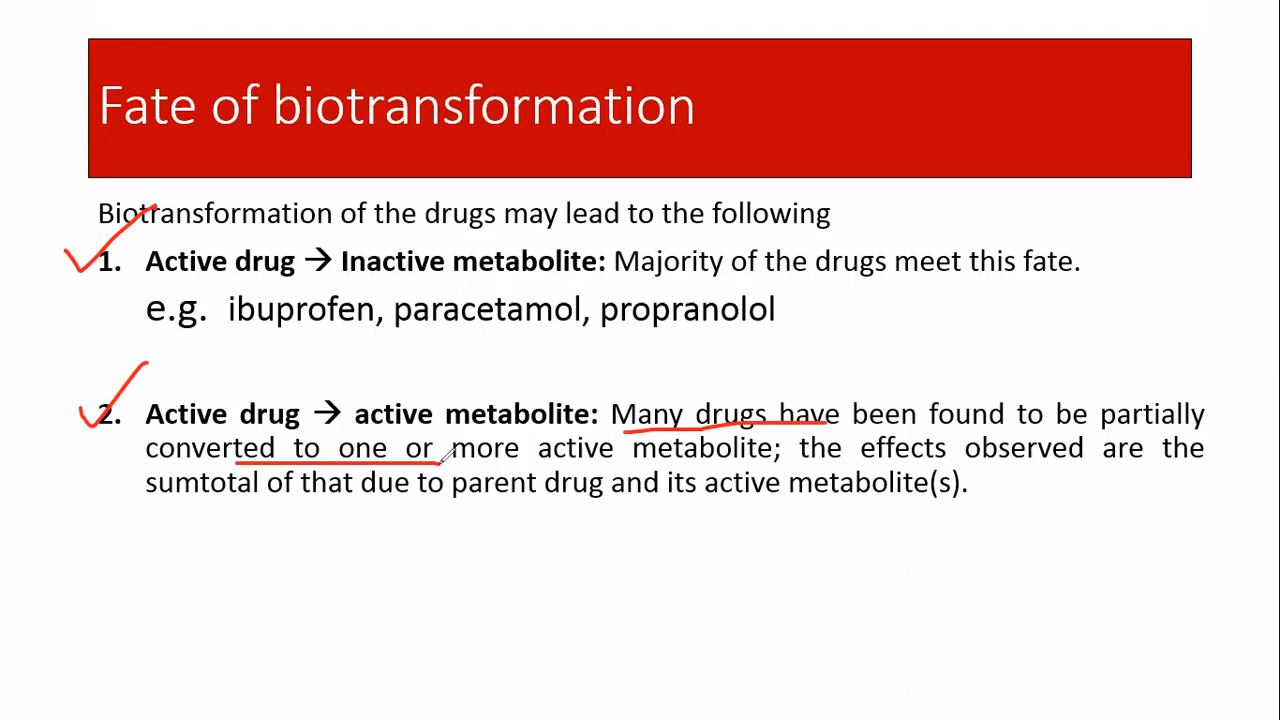 Fate of biotransformation
Biotransformation of the drugs may lead to the following
1. Active drug → Inactive metabolite: Majority of the drugs meet this fate.
e.g. ibuprofen, paracetamol, propranolol
2. Active drug → active metabolite: Many drugs have been found to be partially
converted to one or more active metabolite; the effects observed are the
sumtotal of that due to parent drug and its active metabolite(s).